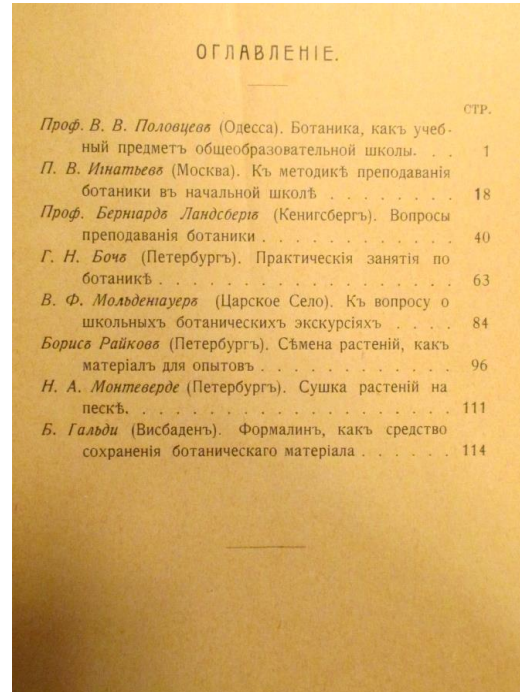 ОГЛАВЛЕНІЕ.
СТР.
Проф. В. В. Половцевъ (Одесса). Ботаника, какъ учеб-
ный предметъ общеобразовательной школы. . . 1
П. В. Игнатьевъ (Москва). Къ методикѣ преподаванія
ботаники въ начальной школѣ . . . . . . . . 18
Проф. Бернгардъ Ландсбергъ (Кенигсбергъ). Вопросы
преподаванія ботаники . . . . . . . . . . . . 40
Г. Н. Бочъ (Петербургъ). Практическія занятія по
ботаникѣ . . . . . . . . . . . . . . . . . . . 63
В. Ф. Мольденгауеръ (Царское Село). Къ вопросу о
школьныхъ ботаническихъ экскурсіяхъ . . . . 84
Борисъ Райковъ (Петербургъ). Сѣмена растеній, какъ
матеріалъ для опытовъ . . . . . . . . . . . . 96
Н. А. Монтеверде (Петербургъ). Сушка растеній на
пескѣ. . . . . . . . . . . . . . . . . . . . . 111
Б. Гальди (Висбаденъ). Формалинъ, какъ средство
сохраненія ботаническаго матеріала . . . . . . 114